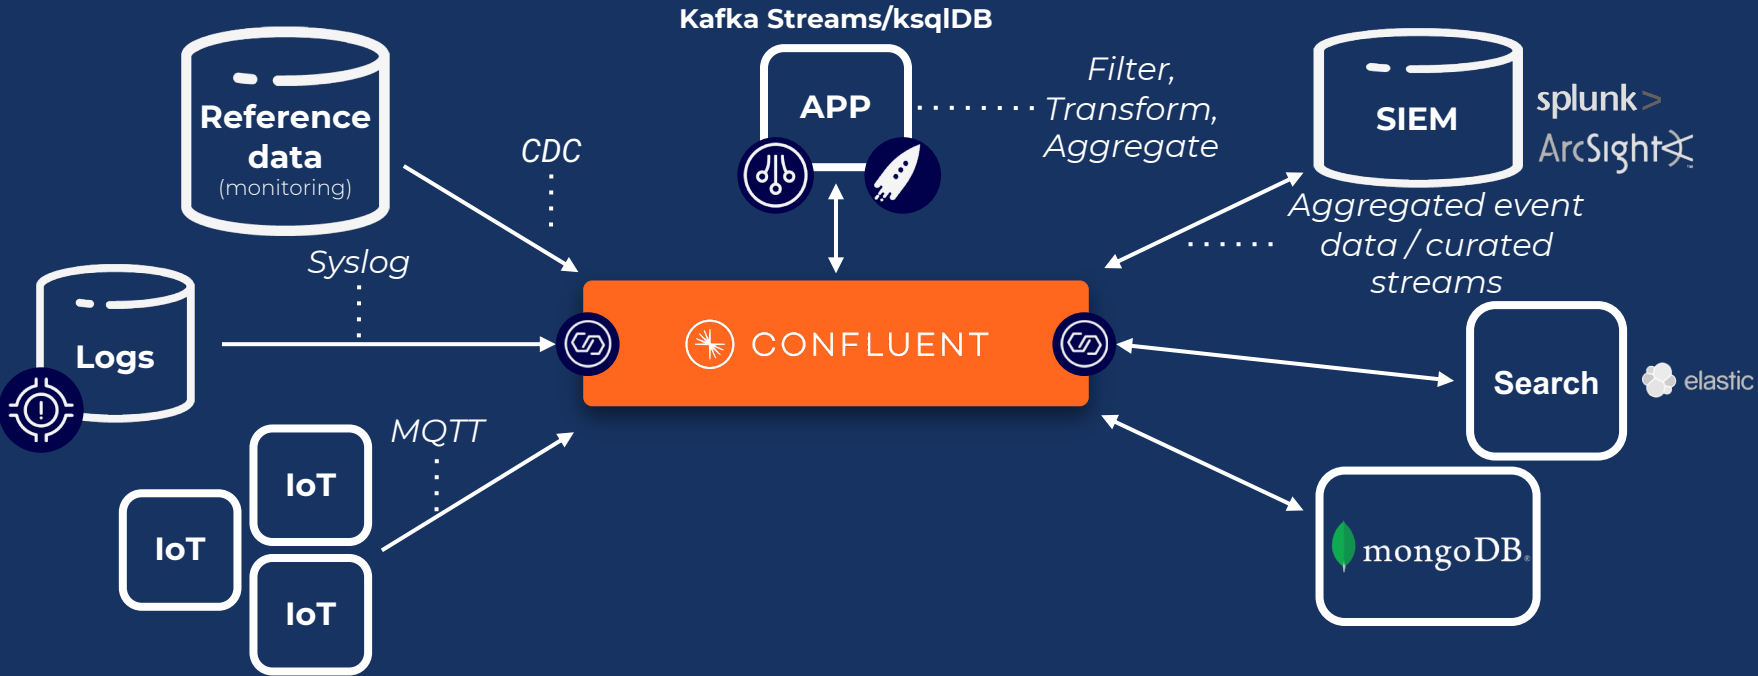 Kafka Streams/ksqlDB
Reference
data
(monitoring)
CDC
APP
Filter,
Transform,
Aggregate
SIEM
splunk>
ArcSight
™
Aggregated event
data / curated
streams
Syslog
Logs
CONFLUENT
Search
elastic
MQTT
IoT
IoT
IoT
mongoDB®